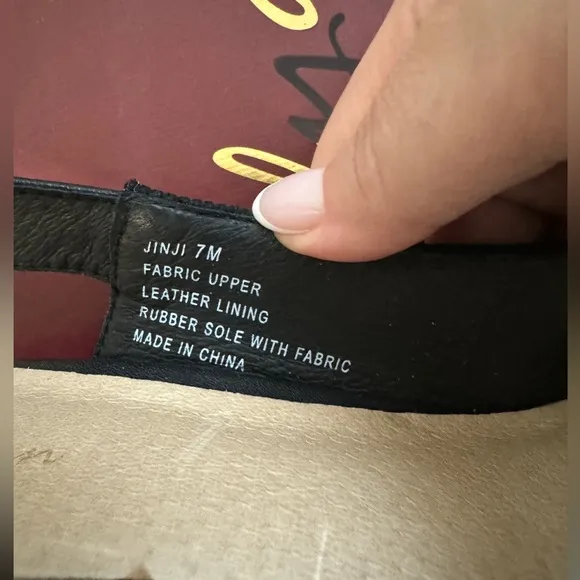 JINJI 7M
FABRIC UPPER
LEATHER LINING
RUBBER SOLE WITH FABRIC
MADE IN CHINA